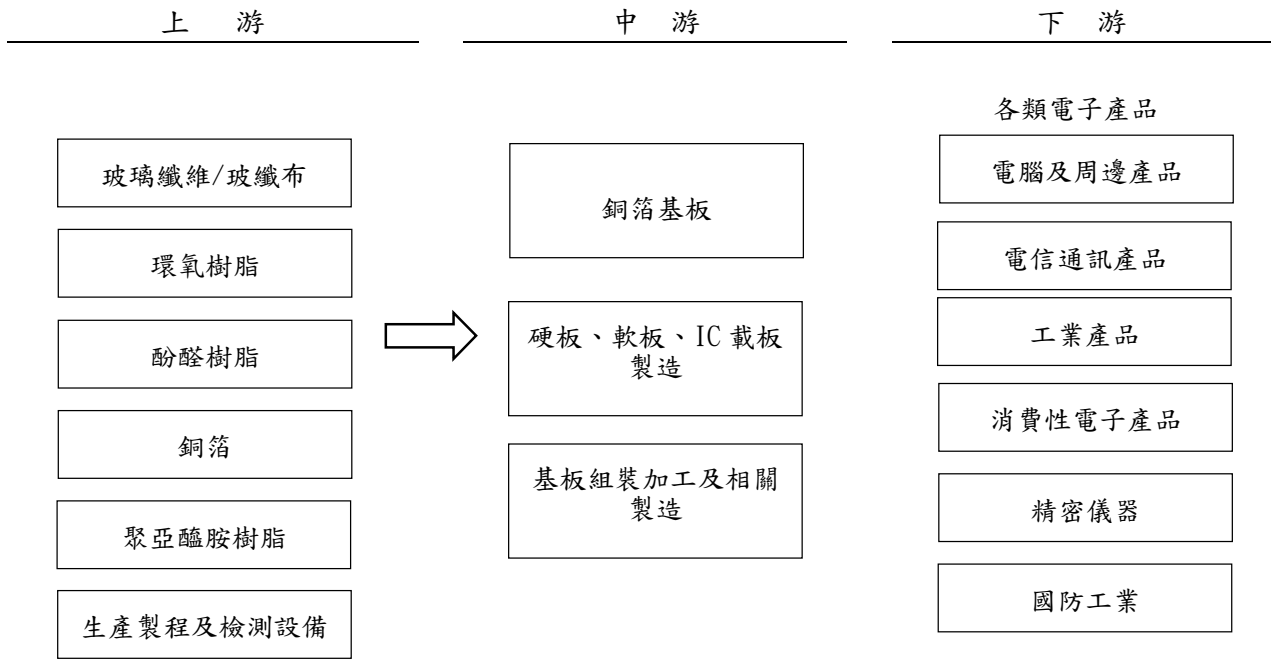 上 游
玻璃纖維/玻纖布
環氧樹脂
酚醛樹脂
銅箔
聚亞醯胺樹脂
生產製程及檢測設備
中 游
銅箔基板
硬板、軟板、IC 載板
製造
基板組裝加工及相關
製造
下 游
各類電子產品
電腦及周邊產品
電信通訊產品
工業產品
消費性電子產品
精密儀器
國防工業